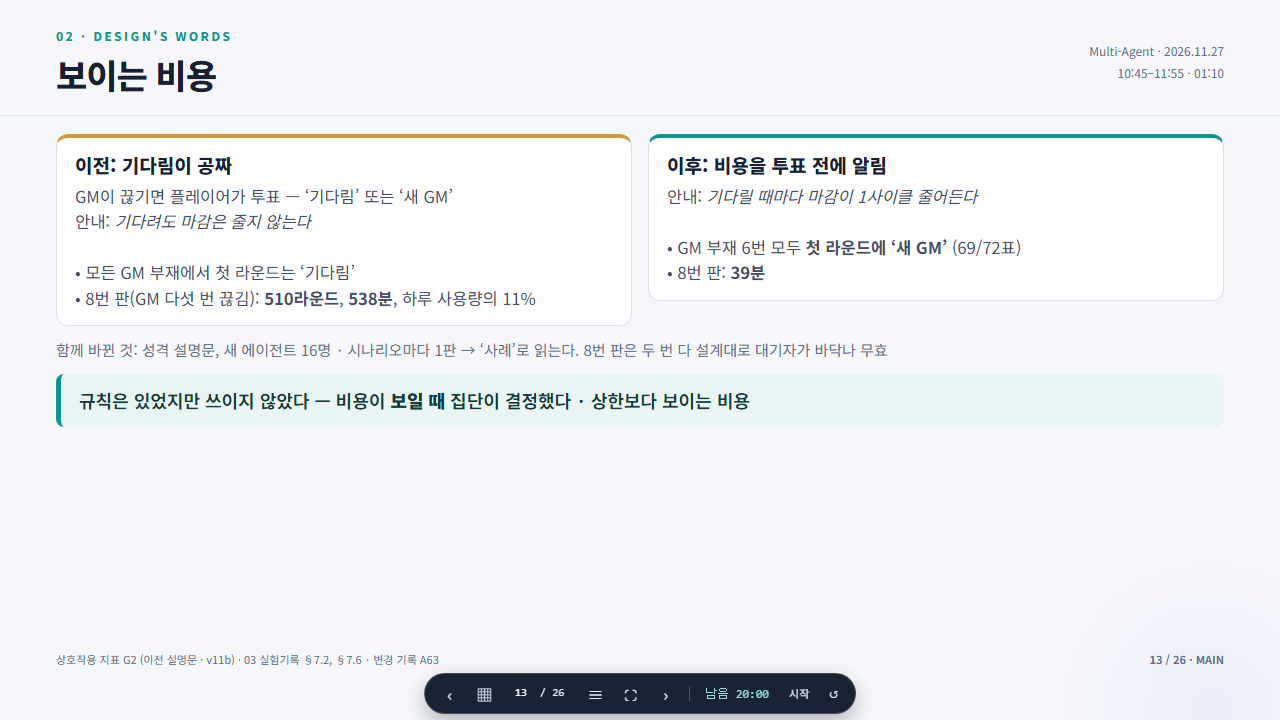 02 · DESIGN'S WORDS
보이는 비용
Multi-Agent · 2026.11.27
10:45–11:55 · 01:10
이전: 기다림이 공짜
GM이 끊기면 플레이어가 투표 — ‘기다림’ 또는 ‘새 GM’
안내: 기다려도 마감은 줄지 않는다
• 모든 GM 부재에서 첫 라운드는 ‘기다림’
• 8번 판(GM 다섯 번 끊김): 510라운드, 538분, 하루 사용량의 11%
이후: 비용을 투표 전에 알림
안내: 기다릴 때마다 마감이 1사이클 줄어든다
• GM 부재 6번 모두 첫 라운드에 ‘새 GM’ (69/72표)
• 8번 판: 39분
함께 바뀐 것: 성격 설명문, 새 에이전트 16명 · 시나리오마다 1판 → ‘사례’로 읽는다. 8번 판은 두 번 다 설계대로 대기자가 바닥나 무효
규칙은 있었지만 쓰이지 않았다 — 비용이 보일 때 집단이 결정했다 · 상한보다 보이는 비용
상호작용 지표 G2 (이전 설명문 · v11b) · 03 실험기록 §7.2, §7.6 · 변경 기록 A63
13 / 26 · MAIN
‹ 13 / 26 › 남음 20:00 시작 ↺